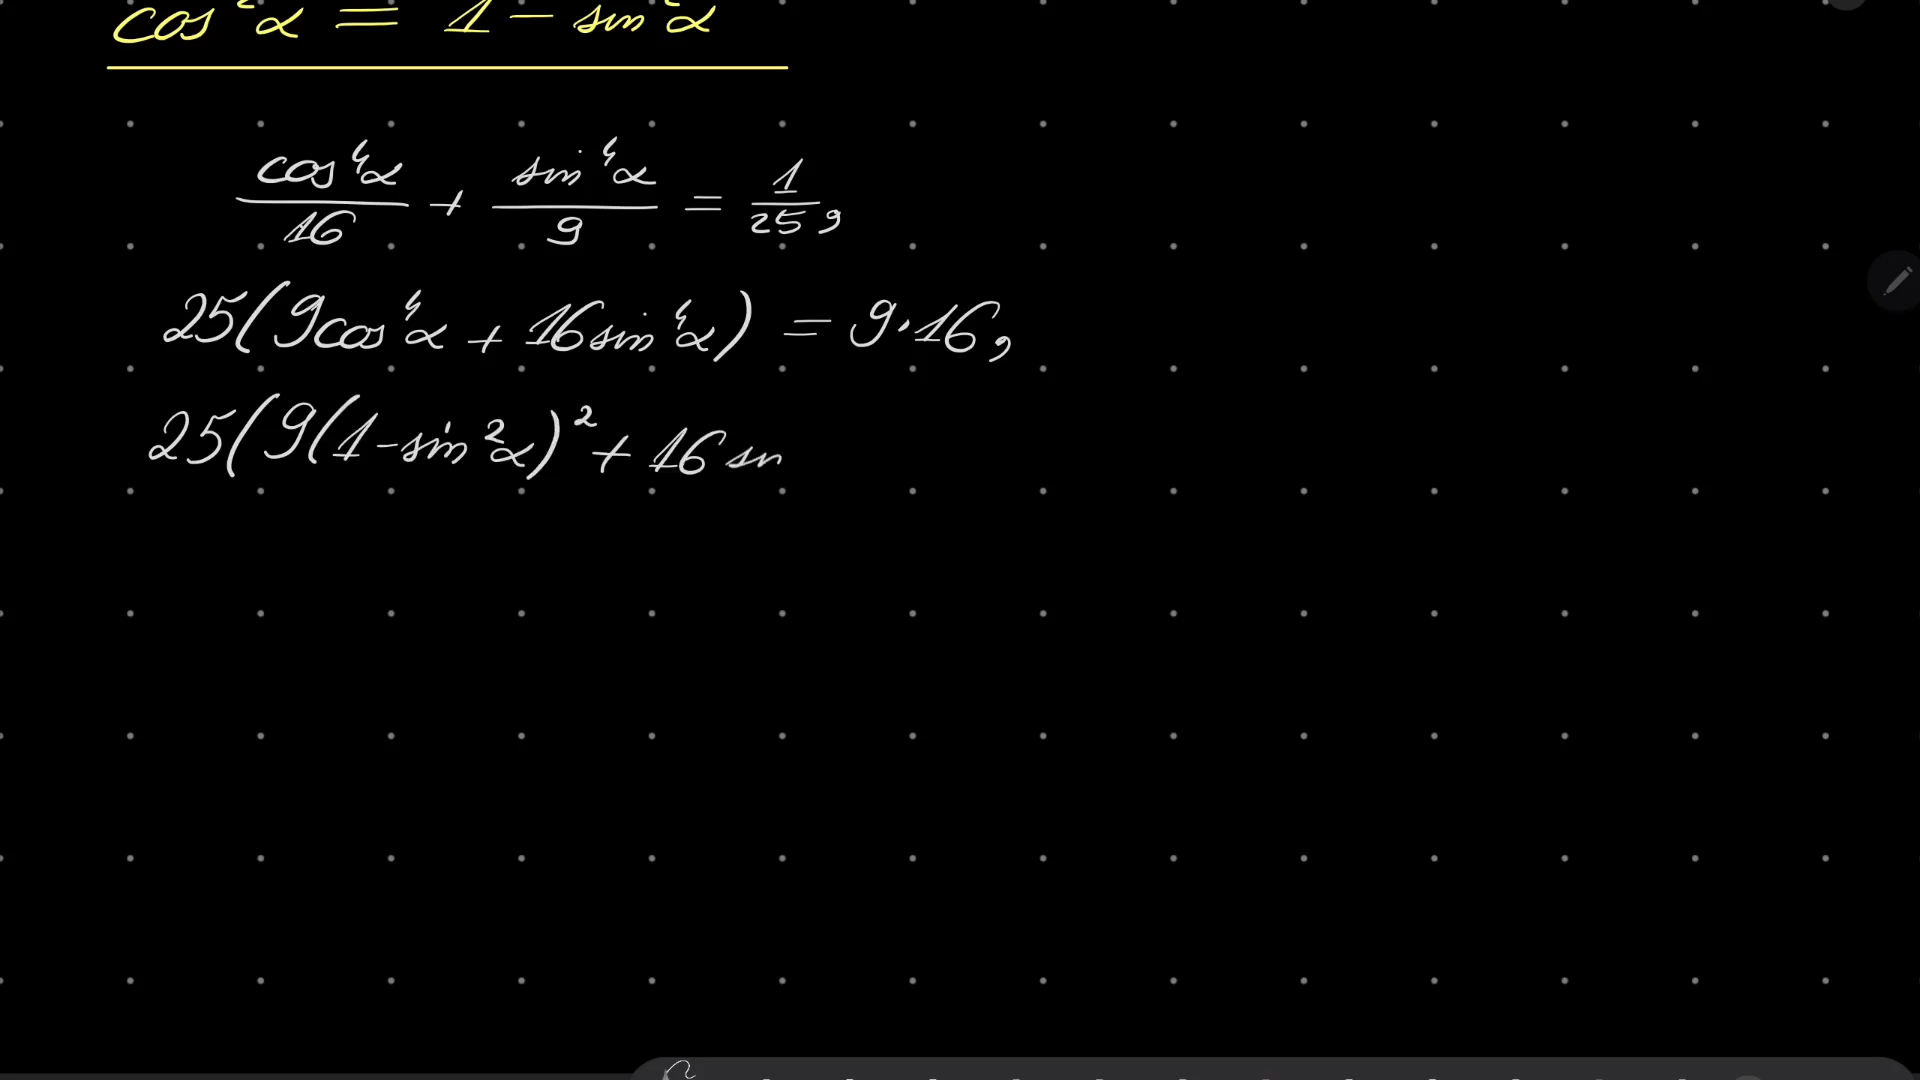 cos²α = 1 - sin²α
cos⁴α/16 + sin⁴α/9 = 1/25,
25(9cos⁴α + 16sin⁴α) = 9·16,
25(9(1-sin²α)² + 16 sn